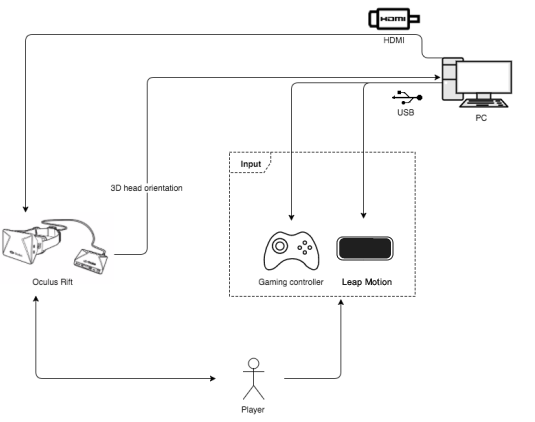 HDMI
HDMI
USB
PC
Input
3D head orientation
Gaming controller
Leap Motion
Oculus Rift
Player